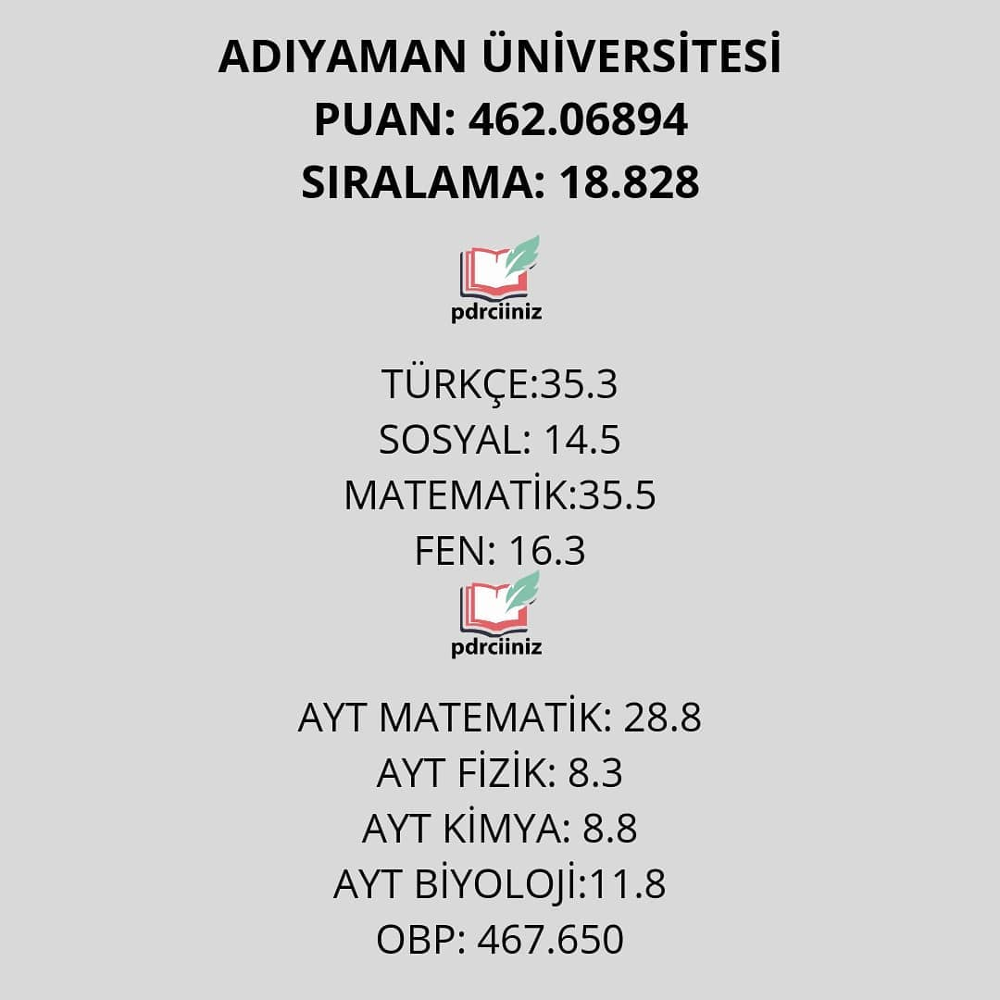 ADIYAMAN ÜNİVERSİTESİ
PUAN: 462.06894
SIRALAMA: 18.828
pdrciiniz
TÜRKÇE:35.3
SOSYAL: 14.5
MATEMATİK:35.5
FEN: 16.3
pdrciiniz
AYT MATEMATİK: 28.8
AYT FİZİK: 8.3
AYT KİMYA: 8.8
AYT BİYOLOJİ:11.8
OBP: 467.650